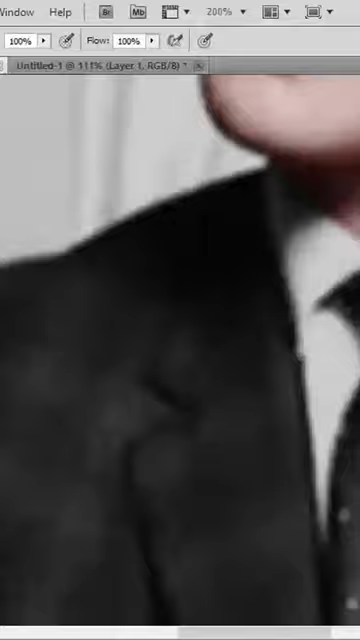 Window Help Br Mb 200%
100% Flow: 100%
Untitled-1 @ 111% (Layer 1, RGB/8) *